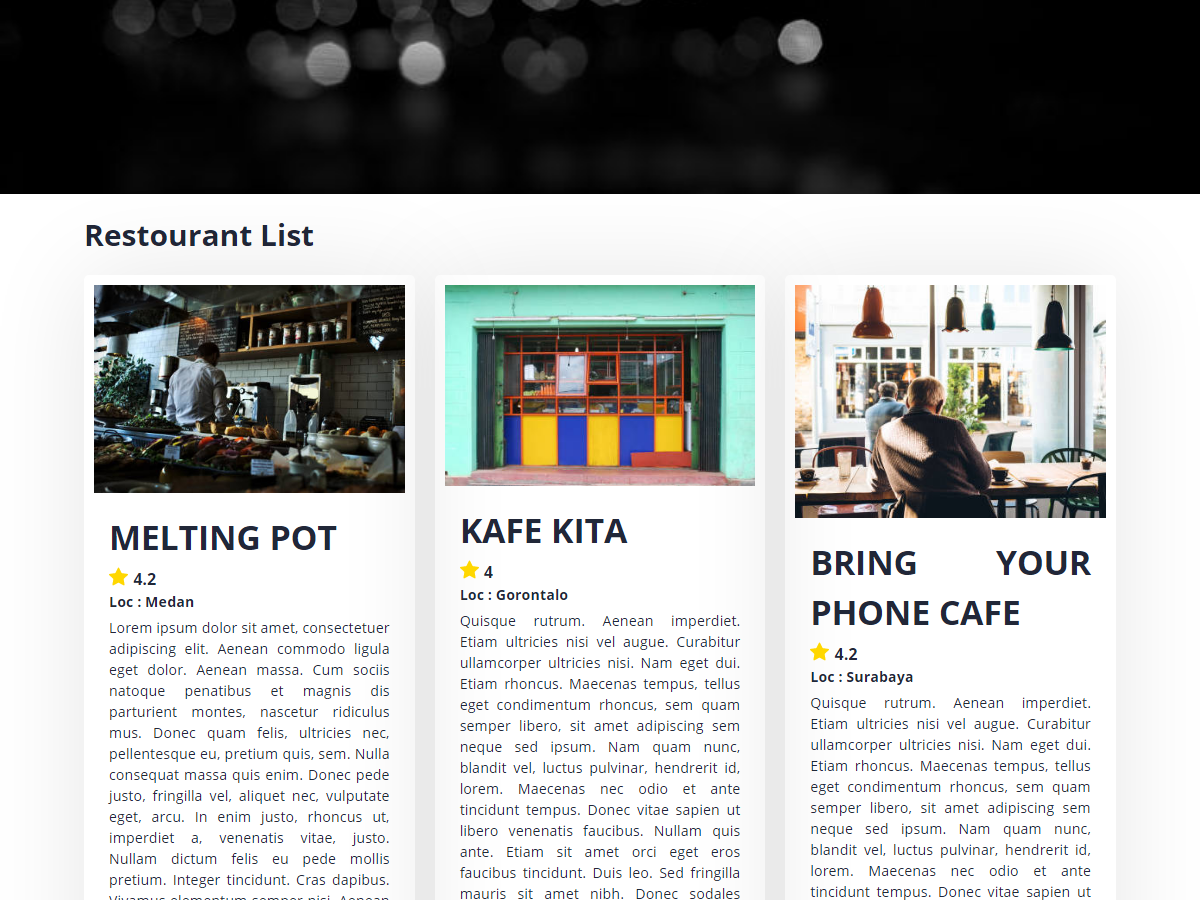 Restourant List
MELTING POT
4.2
Loc : Medan
Lorem ipsum dolor sit amet, consectetuer
adipiscing elit. Aenean commodo ligula
eget dolor. Aenean massa. Cum sociis
natoque penatibus et magnis dis
parturient montes, nascetur ridiculus
mus. Donec quam felis, ultricies nec,
pellentesque eu, pretium quis, sem. Nulla
consequat massa quis enim. Donec pede
justo, fringilla vel, aliquet nec, vulputate
eget, arcu. In enim justo, rhoncus ut,
imperdiet a, venenatis vitae, justo.
Nullam dictum felis eu pede mollis
pretium. Integer tincidunt. Cras dapibus.
Vivamus elementum semper nisi. Aenean
KAFE KITA
4
Loc : Gorontalo
Quisque rutrum. Aenean imperdiet.
Etiam ultricies nisi vel augue. Curabitur
ullamcorper ultricies nisi. Nam eget dui.
Etiam rhoncus. Maecenas tempus, tellus
eget condimentum rhoncus, sem quam
semper libero, sit amet adipiscing sem
neque sed ipsum. Nam quam nunc,
blandit vel, luctus pulvinar, hendrerit id,
lorem. Maecenas nec odio et ante
tincidunt tempus. Donec vitae sapien ut
libero venenatis faucibus. Nullam quis
ante. Etiam sit amet orci eget eros
faucibus tincidunt. Duis leo. Sed fringilla
mauris sit amet nibh. Donec sodales
BRING YOUR
PHONE CAFE
4.2
Loc : Surabaya
Quisque rutrum. Aenean imperdiet.
Etiam ultricies nisi vel augue. Curabitur
ullamcorper ultricies nisi. Nam eget dui.
Etiam rhoncus. Maecenas tempus, tellus
eget condimentum rhoncus, sem quam
semper libero, sit amet adipiscing sem
neque sed ipsum. Nam quam nunc,
blandit vel, luctus pulvinar, hendrerit id,
lorem. Maecenas nec odio et ante
tincidunt tempus. Donec vitae sapien ut